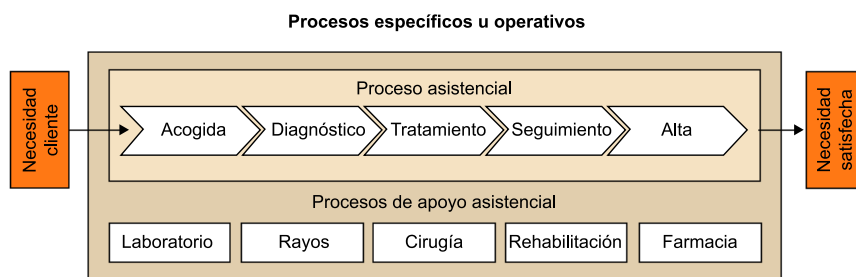 Procesos específicos u operativos
Necesidad
cliente
Proceso asistencial
Acogida
Diagnóstico
Tratamiento
Seguimiento
Alta
Necesidad
satisfecha
Procesos de apoyo asistencial
Laboratorio
Rayos
Cirugía
Rehabilitación
Farmacia